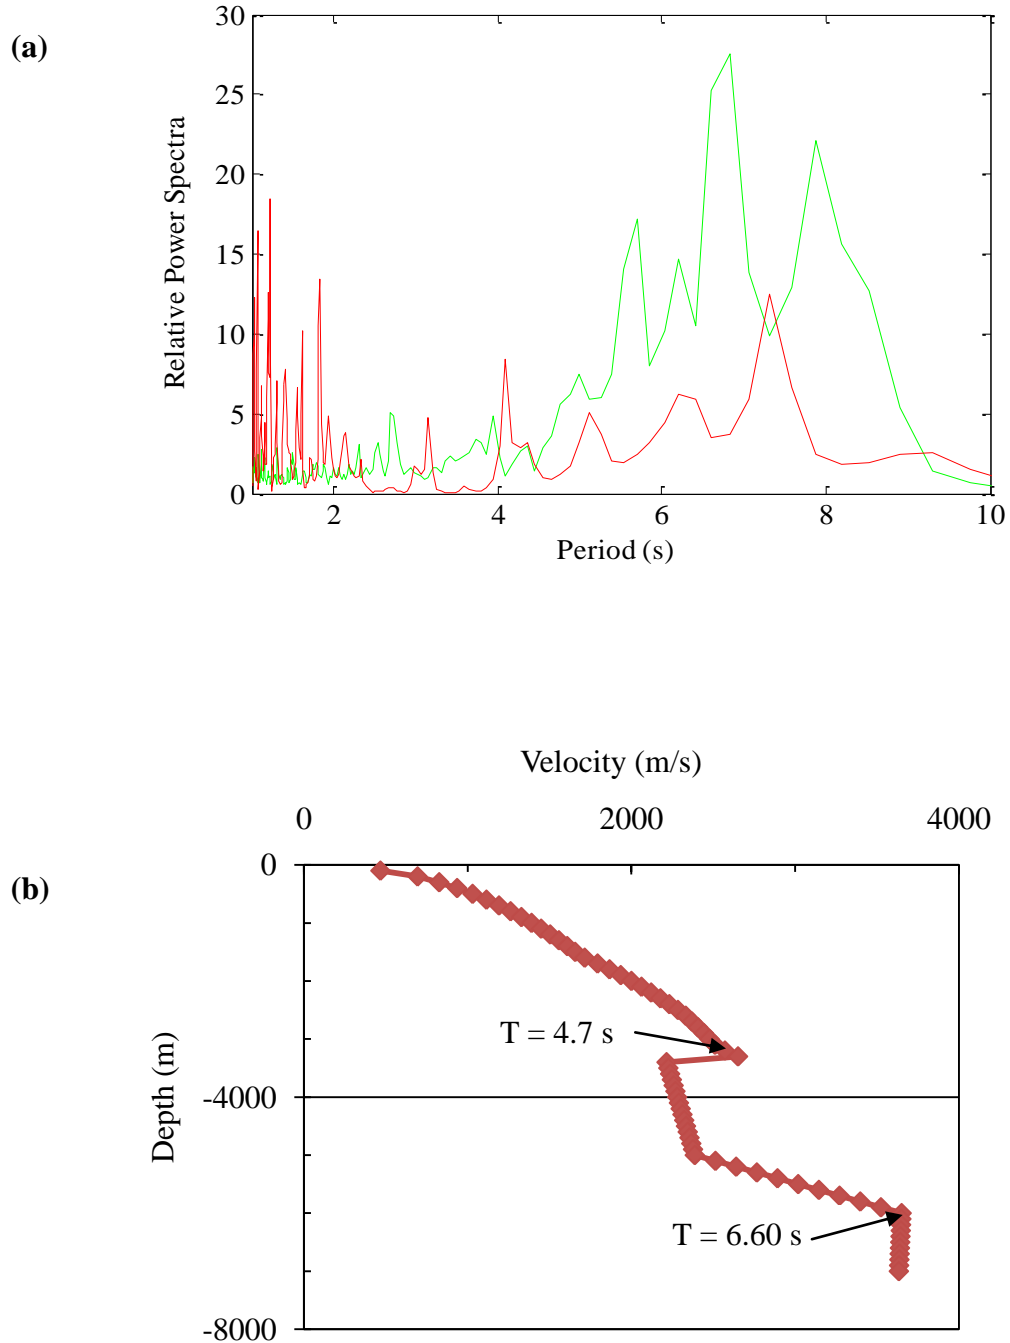 (a)
30
25
20
15
10
5
0
Relative Power Spectra
2 4 6 8 10
Period (s)
Velocity (m/s)
0 2000 4000
(b)
0
-4000
-8000
Depth (m)
T = 4.7 s
T = 6.60 s